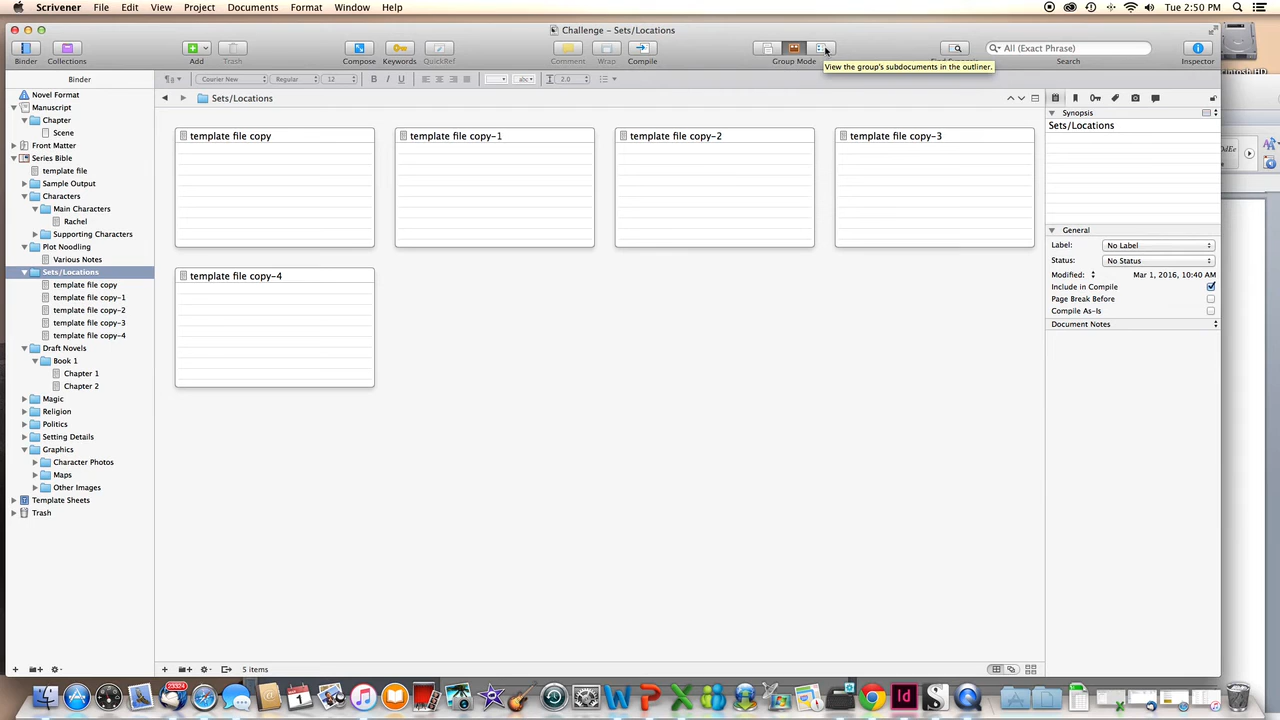 Scrivener File Edit View Project Documents Format Window Help Tue 2:50 PM
Challenge - Sets/Locations
Binder Collections Add Trash Compose Keywords QuickRef Comment Wrap Compile Group Mode All (Exact Phrase) Search Inspector
View the group's subdocuments in the outliner.
Courier New Regular 12 B I U 2.0
Binder
Sets/Locations
Novel Format
Manuscript
Chapter
Scene
Front Matter
Series Bible
template file
Sample Output
Characters
Main Characters
Rachel
Supporting Characters
Plot Noodling
Various Notes
Sets/Locations
template file copy
template file copy-1
template file copy-2
template file copy-3
template file copy-4
Draft Novels
Book 1
Chapter 1
Chapter 2
Magic
Religion
Politics
Setting Details
Graphics
Character Photos
Maps
Other Images
Template Sheets
Trash
template file copy
template file copy-1
template file copy-2
template file copy-3
template file copy-4
5 items
Synopsis
Sets/Locations
General
Label: No Label
Status: No Status
Modified: Mar 1, 2016, 10:40 AM
Include in Compile
Page Break Before
Compile As-Is
Document Notes
23324